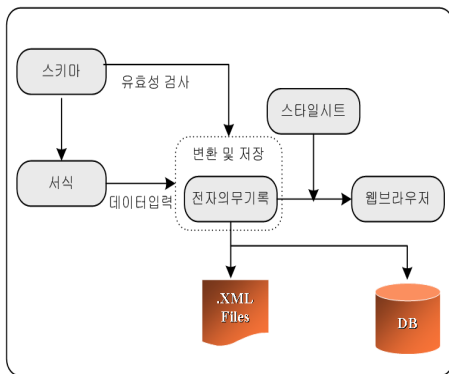 스키마
유효성 검사
스타일시트
변환 및 저장
서식
데이터입력
전자의무기록
웹브라우저
.XML
Files
DB